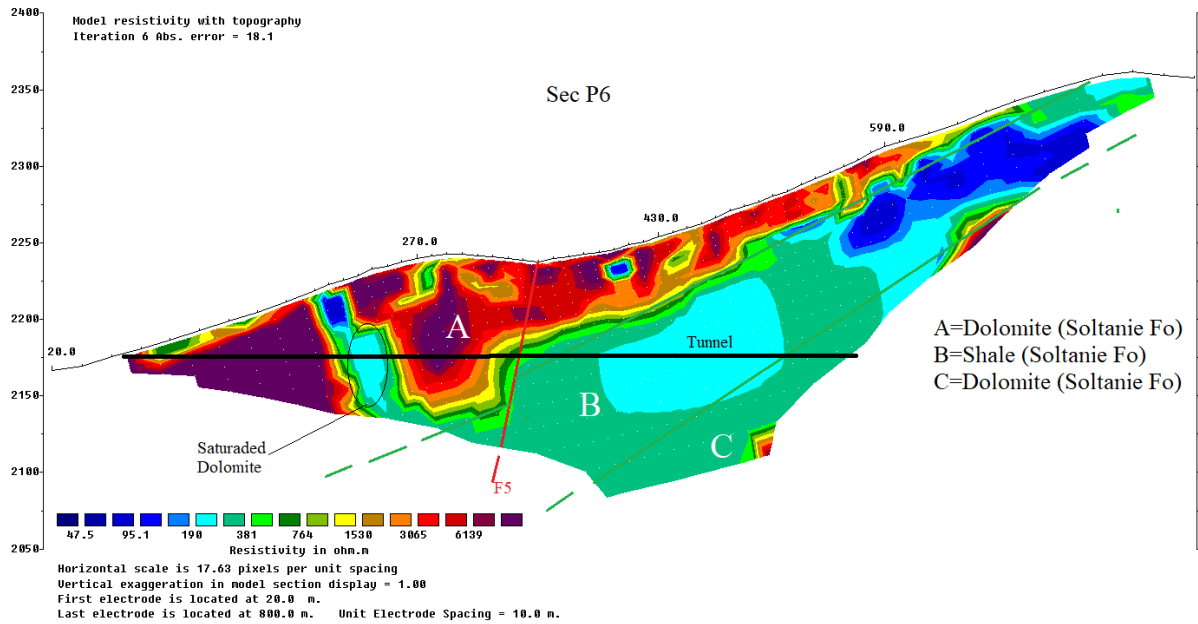 2400
Model resistivity with topography
Iteration 6 Abs. error = 18.1
2350
Sec P6
590.0
2300
430.0
2250
270.0
2200
A
20.0
Tunnel
A=Dolomite (Soltanie Fo)
B=Shale (Soltanie Fo)
C=Dolomite (Soltanie Fo)
2150
B
Saturaded
Dolomite
C
2100
F5
2050
47.5 95.1 190 381 764 1530 3065 6139
Resistivity in ohm.m
Horizontal scale is 17.63 pixels per unit spacing
Vertical exaggeration in model section display = 1.00
First electrode is located at 20.0 m.
Last electrode is located at 800.0 m. Unit Electrode Spacing = 10.0 m.